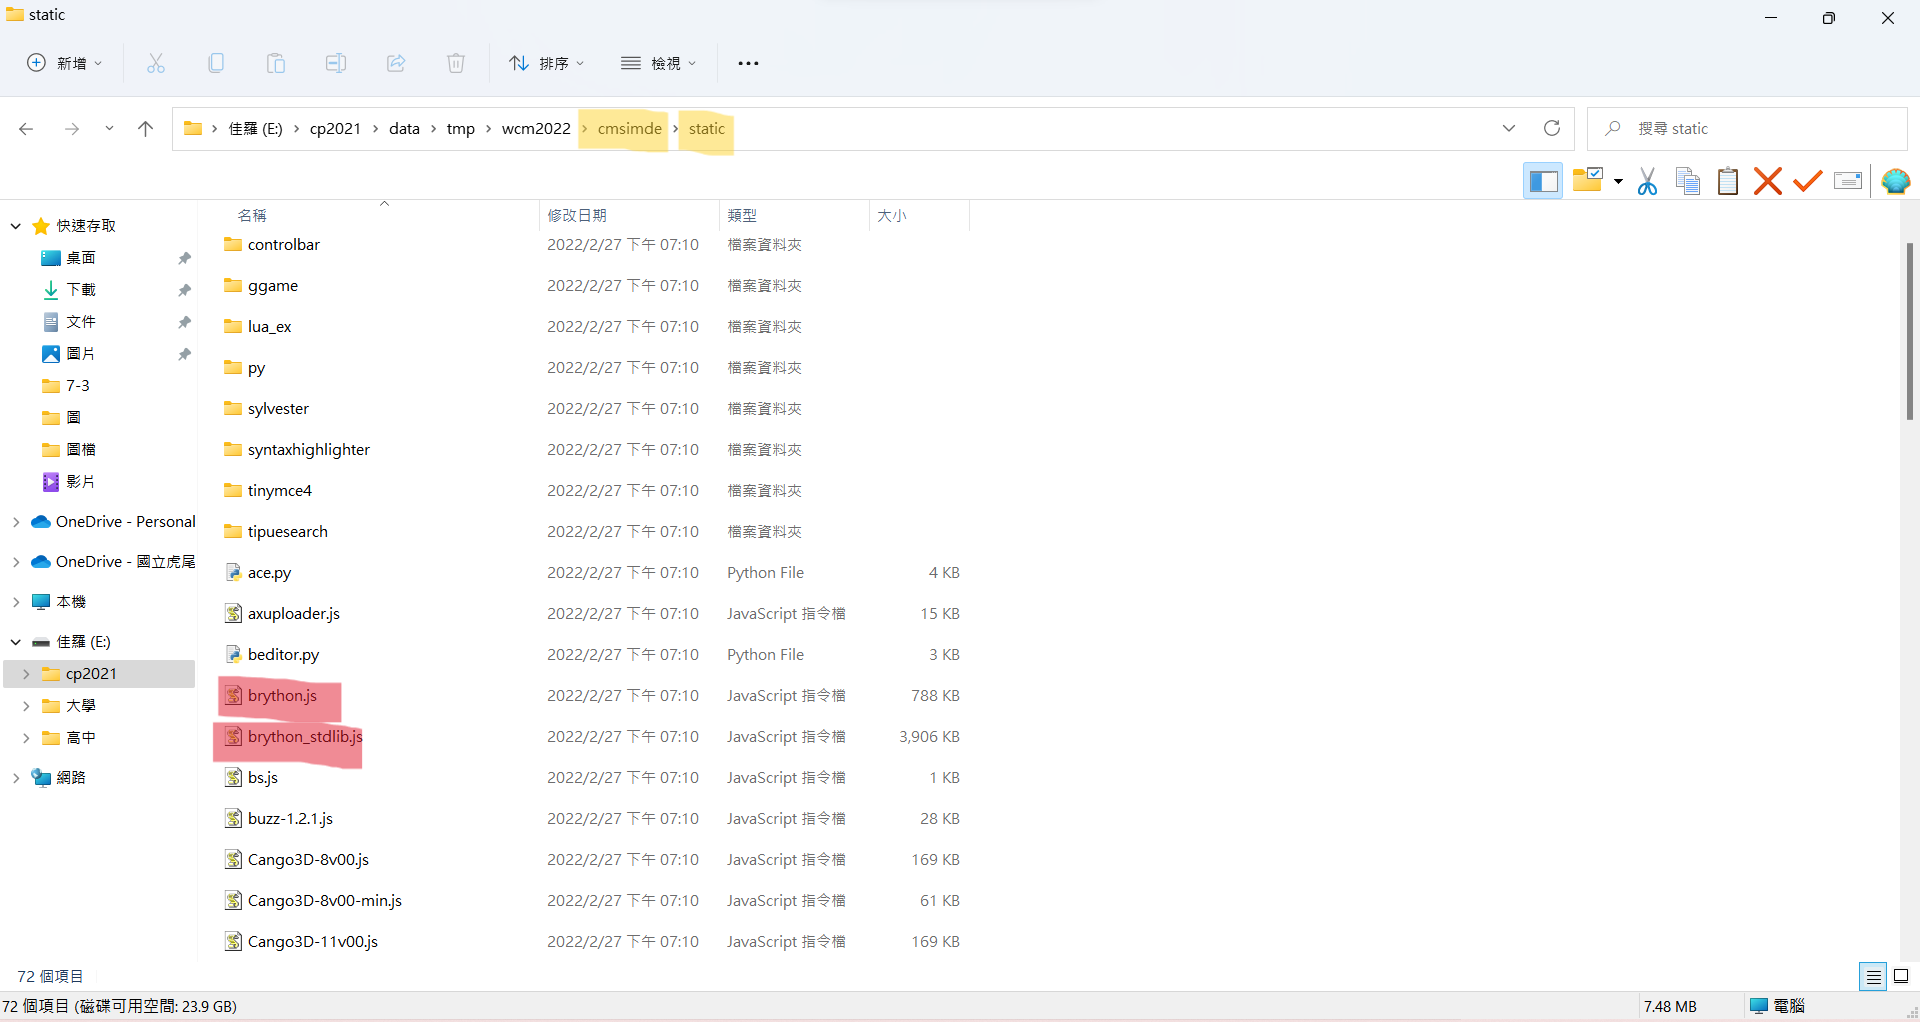 static
新增
排序
檢視
佳羅 (E:) cp2021 data tmp wcm2022 cmsimde static
搜尋 static
名稱 修改日期 類型 大小
快速存取
桌面
下載
文件
圖片
7-3
圖
圖檔
影片
OneDrive - Personal
OneDrive - 國立虎尾
本機
佳羅 (E:)
cp2021
大學
高中
網路
controlbar 2022/2/27 下午 07:10 檔案資料夾
ggame 2022/2/27 下午 07:10 檔案資料夾
lua_ex 2022/2/27 下午 07:10 檔案資料夾
py 2022/2/27 下午 07:10 檔案資料夾
sylvester 2022/2/27 下午 07:10 檔案資料夾
syntaxhighlighter 2022/2/27 下午 07:10 檔案資料夾
tinymce4 2022/2/27 下午 07:10 檔案資料夾
tipuesearch 2022/2/27 下午 07:10 檔案資料夾
ace.py 2022/2/27 下午 07:10 Python File 4 KB
axuploader.js 2022/2/27 下午 07:10 JavaScript 指令檔 15 KB
beditor.py 2022/2/27 下午 07:10 Python File 3 KB
brython.js 2022/2/27 下午 07:10 JavaScript 指令檔 788 KB
brython_stdlib.js 2022/2/27 下午 07:10 JavaScript 指令檔 3,906 KB
bs.js 2022/2/27 下午 07:10 JavaScript 指令檔 1 KB
buzz-1.2.1.js 2022/2/27 下午 07:10 JavaScript 指令檔 28 KB
Cango3D-8v00.js 2022/2/27 下午 07:10 JavaScript 指令檔 169 KB
Cango3D-8v00-min.js 2022/2/27 下午 07:10 JavaScript 指令檔 61 KB
Cango3D-11v00.js 2022/2/27 下午 07:10 JavaScript 指令檔 169 KB
72 個項目
72 個項目 (磁碟可用空間: 23.9 GB)
7.48 MB
電腦